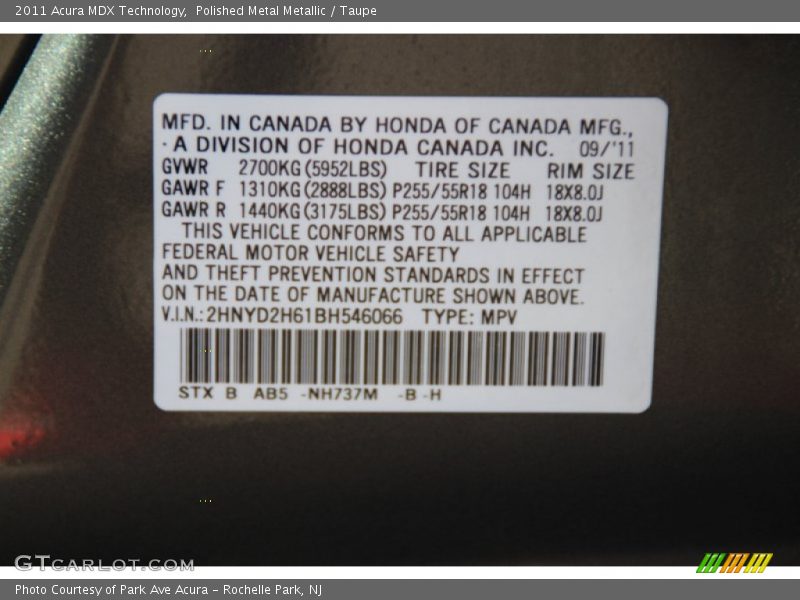 2011 Acura MDX Technology,  Polished Metal Metallic / Taupe
MFD. IN CANADA BY HONDA OF CANADA MFG.,
A DIVISION OF HONDA CANADA INC.  09/'11
GVWR  2700KG (5952LBS)  TIRE SIZE  RIM SIZE
GAWR F  1310KG (2888LBS) P255/55R18 104H  18X8.0J
GAWR R  1440KG (3175LBS) P255/55R18 104H  18X8.0J
THIS VEHICLE CONFORMS TO ALL APPLICABLE
FEDERAL MOTOR VEHICLE SAFETY
AND THEFT PREVENTION STANDARDS IN EFFECT
ON THE DATE OF MANUFACTURE SHOWN ABOVE.
V.I.N.: 2HNYD2H61BH546066  TYPE: MPV
STX  B  AB5  -NH737M  -B -H
GTCARLOT.COM
Photo Courtesy of Park Ave Acura - Rochelle Park, NJ